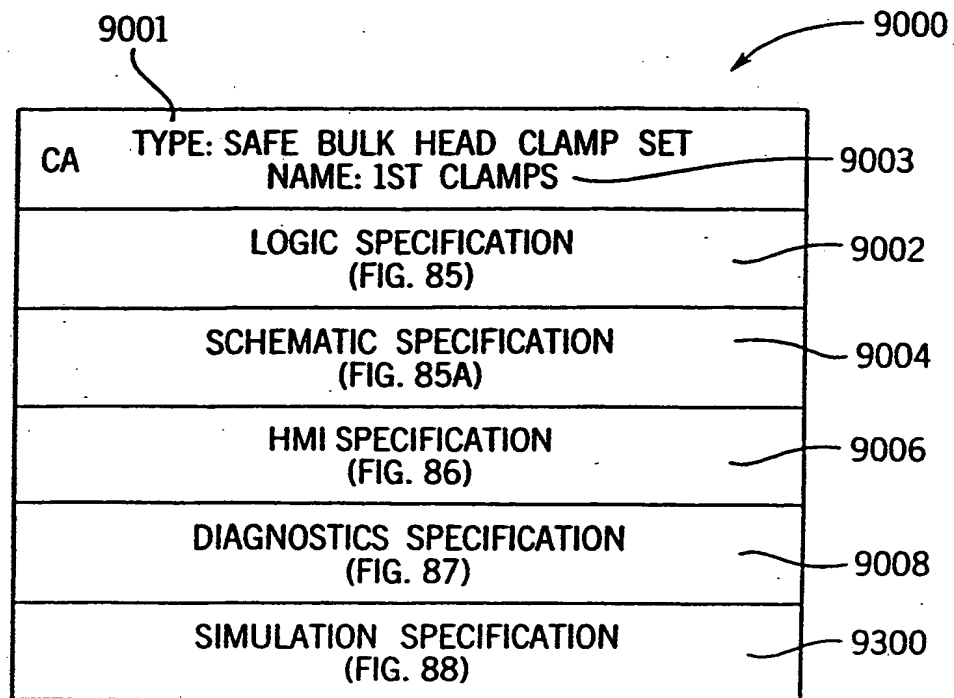 9001
9000
CA
TYPE: SAFE BULK HEAD CLAMP SET
NAME: 1ST CLAMPS
9003
LOGIC SPECIFICATION
(FIG. 85)
9002
SCHEMATIC SPECIFICATION
(FIG. 85A)
9004
HMI SPECIFICATION
(FIG. 86)
9006
DIAGNOSTICS SPECIFICATION
(FIG. 87)
9008
SIMULATION SPECIFICATION
(FIG. 88)
9300